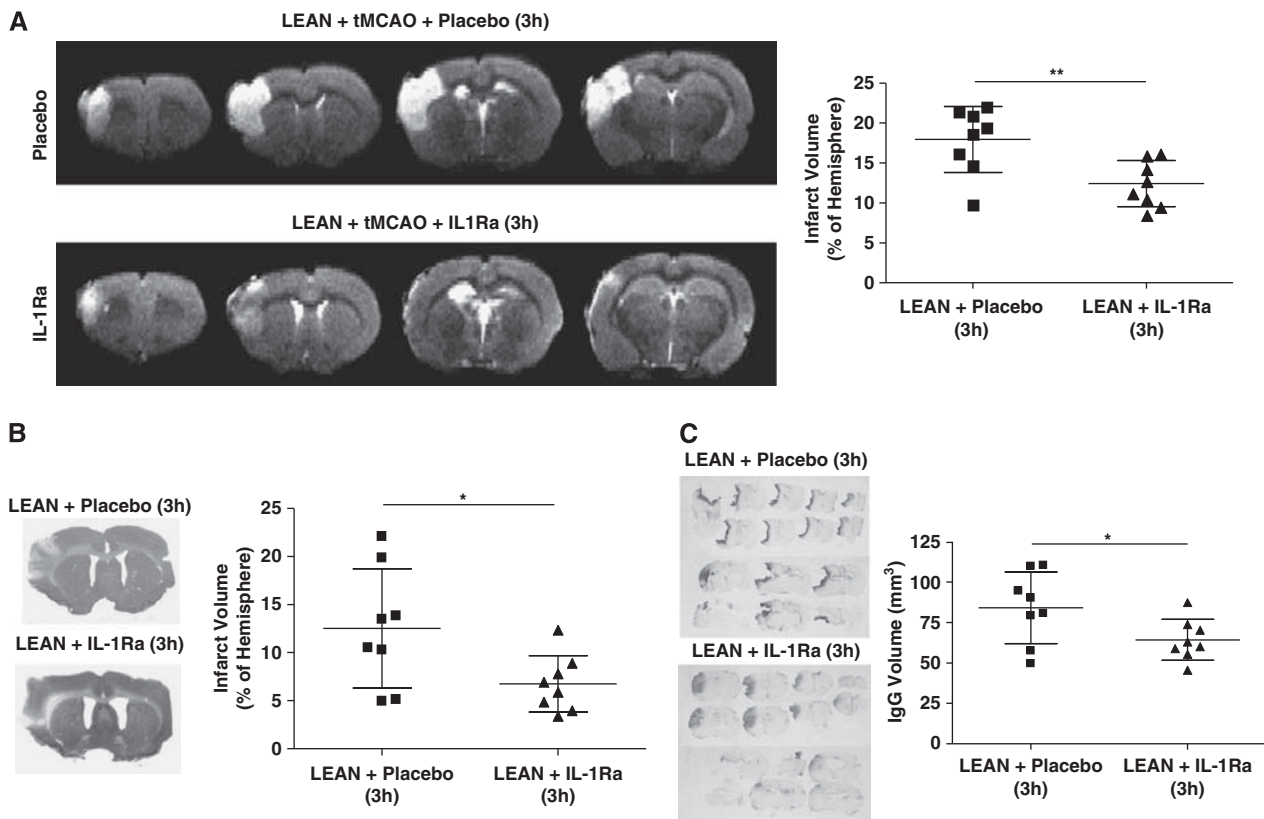 A
LEAN + tMCAO + Placebo (3h)
Placebo
LEAN + tMCAO + IL1Ra (3h)
IL-1Ra
Infarct Volume
(% of Hemisphere)
25
20
15
10
5
0
**
LEAN + Placebo
(3h)
LEAN + IL-1Ra
(3h)
B
LEAN + Placebo (3h)
LEAN + IL-1Ra (3h)
Infarct Volume
(% of Hemisphere)
25
20
15
10
5
0
*
LEAN + Placebo
(3h)
LEAN + IL-1Ra
(3h)
C
LEAN + Placebo (3h)
LEAN + IL-1Ra (3h)
IgG Volume (mm³)
125
100
75
50
25
0
*
LEAN + Placebo
(3h)
LEAN + IL-1Ra
(3h)